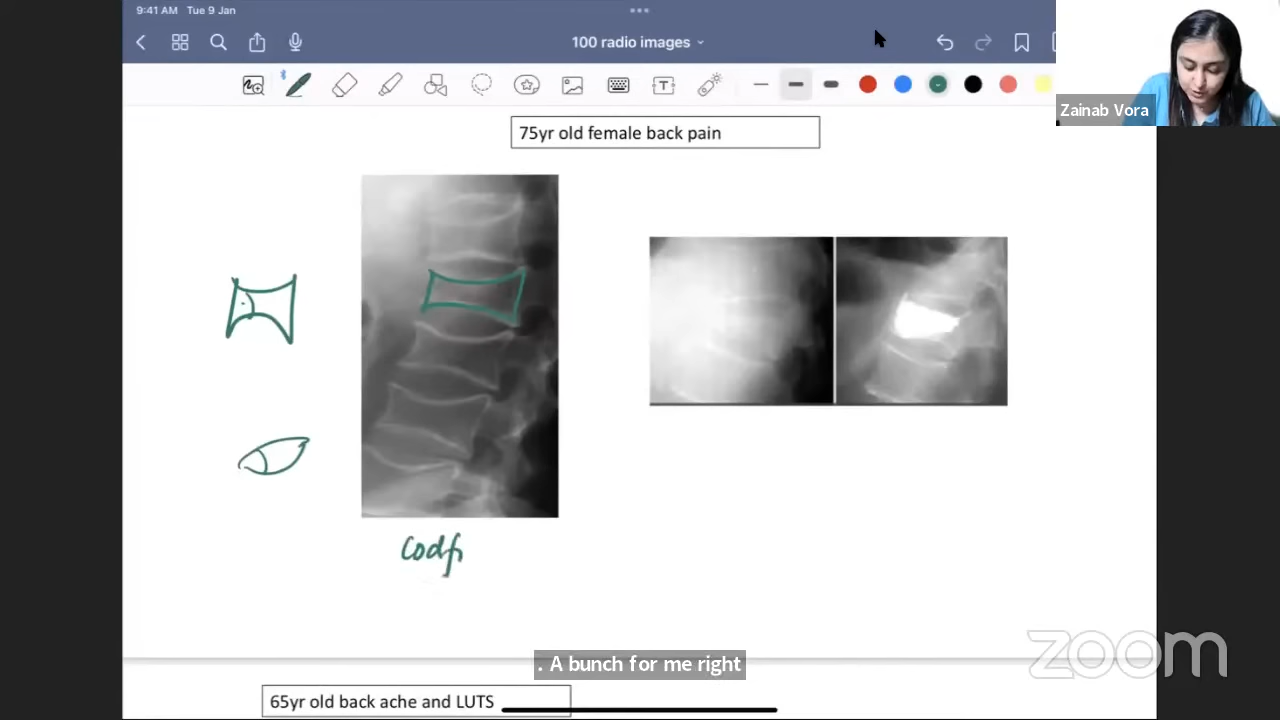 9:41 AM Tue 9 Jan
100 radio images
T
Zainab Vora
75yr old female back pain
Codf
. A bunch for me right
zoom
65yr old back ache and LUTS